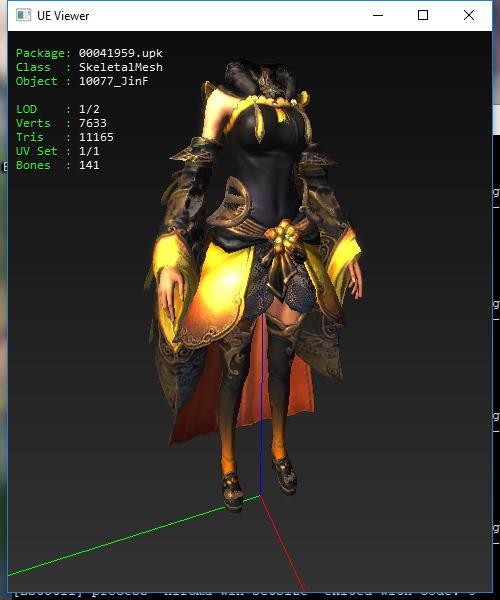 UE Viewer
Package: 00041959.upk
Class : SkeletalMesh
Object : 10077_JinF
LOD : 1/2
Verts : 7633
Tris : 11165
UV Set : 1/1
Bones : 141